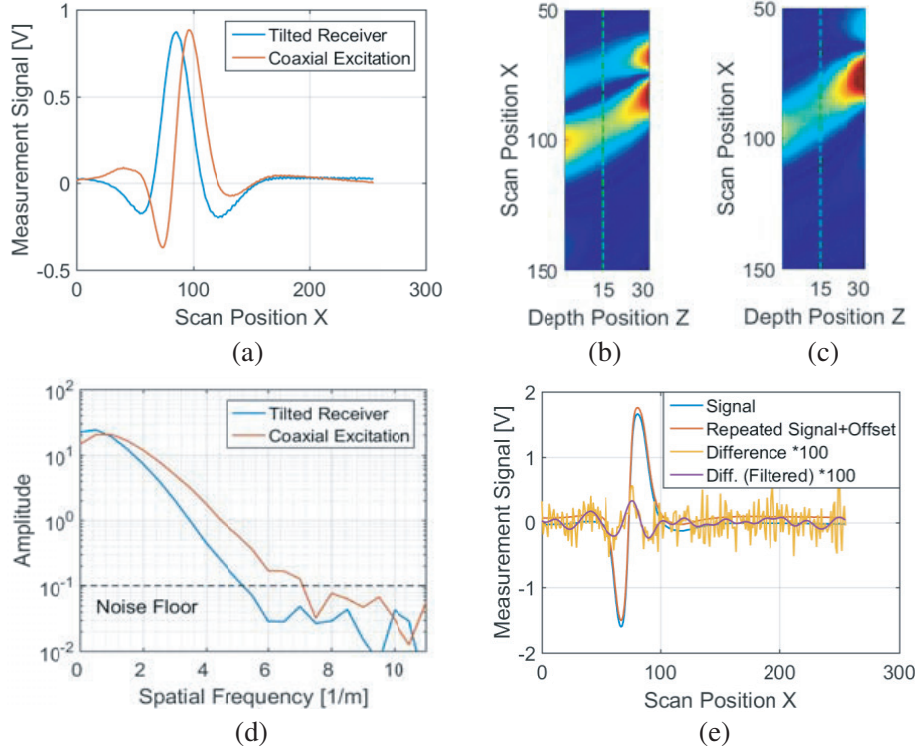 1
0.5
0
-0.5
0
100
200
300
Measurement Signal [V]
Scan Position X
Tilted Receiver
Coaxial Excitation
(a)
50
100
150
Scan Position X
15
30
Depth Position Z
(b)
50
100
150
Scan Position X
15
30
Depth Position Z
(c)
10^2
10^1
10^0
10^-1
10^-2
0
2
4
6
8
10
Amplitude
Spatial Frequency [1/m]
Tilted Receiver
Coaxial Excitation
Noise Floor
(d)
2
1
0
-1
-2
0
100
200
300
Measurement Signal [V]
Scan Position X
Signal
Repeated Signal+Offset
Difference *100
Diff. (Filtered) *100
(e)